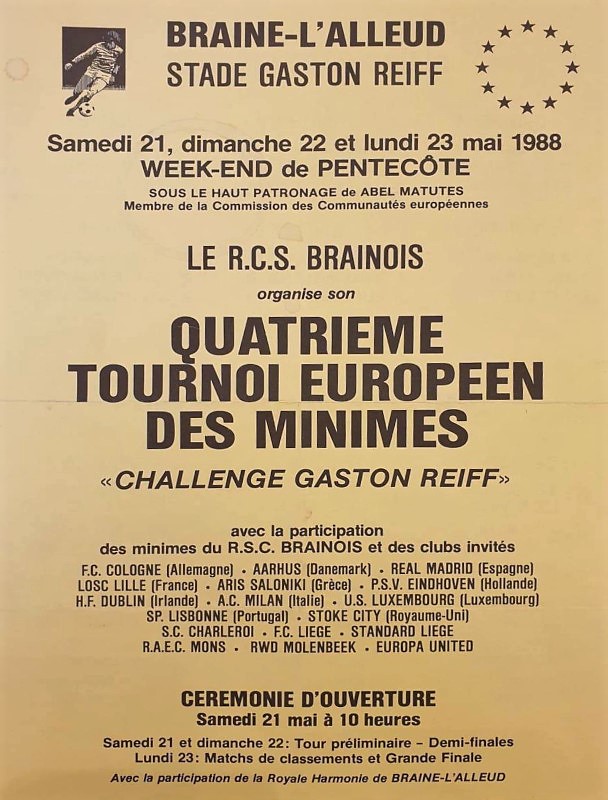 BRAINE-L'ALLEUD
STADE GASTON REIFF
Samedi 21, dimanche 22 et lundi 23 mai 1988
WEEK-END de PENTECÔTE
SOUS LE HAUT PATRONAGE de ABEL MATUTES
Membre de la Commission des Communautés européennes
LE R.C.S. BRAINOIS
organise son
QUATRIEME
TOURNOI EUROPEEN
DES MINIMES
«CHALLENGE GASTON REIFF»
avec la participation
des minimes du R.S.C. BRAINOIS et des clubs invités
F.C. COLOGNE (Allemagne) • AARHUS (Danemark) • REAL MADRID (Espagne)
LOSC LILLE (France) • ARIS SALONIKI (Grèce) • P.S.V. EINDHOVEN (Hollande)
H.F. DUBLIN (Irlande) • A.C. MILAN (Italie) • U.S. LUXEMBOURG (Luxembourg)
SP. LISBONNE (Portugal) • STOKE CITY (Royaume-Uni)
S.C. CHARLEROI • F.C. LIEGE • STANDARD LIEGE
R.A.E.C. MONS • RWD MOLENBEEK • EUROPA UNITED
CEREMONIE D'OUVERTURE
Samedi 21 mai à 10 heures
Samedi 21 et dimanche 22: Tour préliminaire - Demi-finales
Lundi 23: Matchs de classements et Grande Finale
Avec la participation de la Royale Harmonie de BRAINE-L'ALLEUD